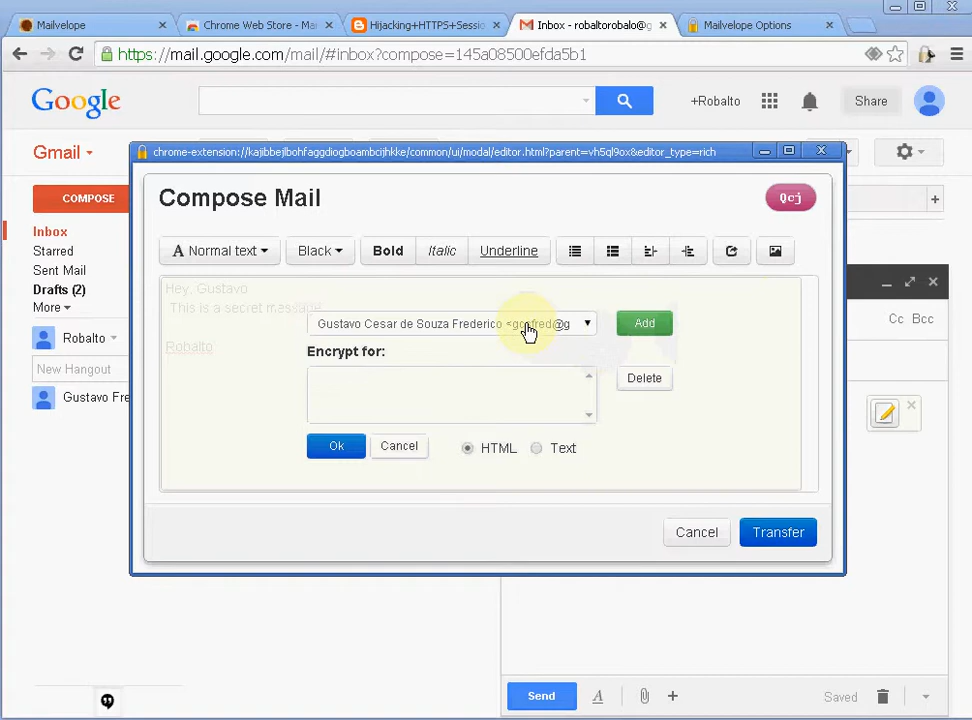 Mailvelope
Chrome Web Store - Mai
Hijacking+HTTPS+Sessio
Inbox - robaltorobalo@g
Mailvelope Options
https://mail.google.com/mail/#inbox?compose=145a08500efda5b1
Google
+Robalto
Share
Gmail
chrome-extension://kajibbejlbohfaggdiogboambcijhkke/common/ui/modal/editor.html?parent=vh5ql9ox&editor_type=rich
COMPOSE
Compose Mail
Qcj
Inbox
Starred
Sent Mail
Drafts (2)
More
A Normal text
Black
Bold
Italic
Underline
Hey, Gustavo
This is a secret message
Robalto
Gustavo Cesar de Souza Frederico
Add
Encrypt for:
Delete
Ok
Cancel
HTML
Text
Cancel
Transfer
Cc Bcc
Robalto
New Hangout
Gustavo Fre
Send
A
Saved